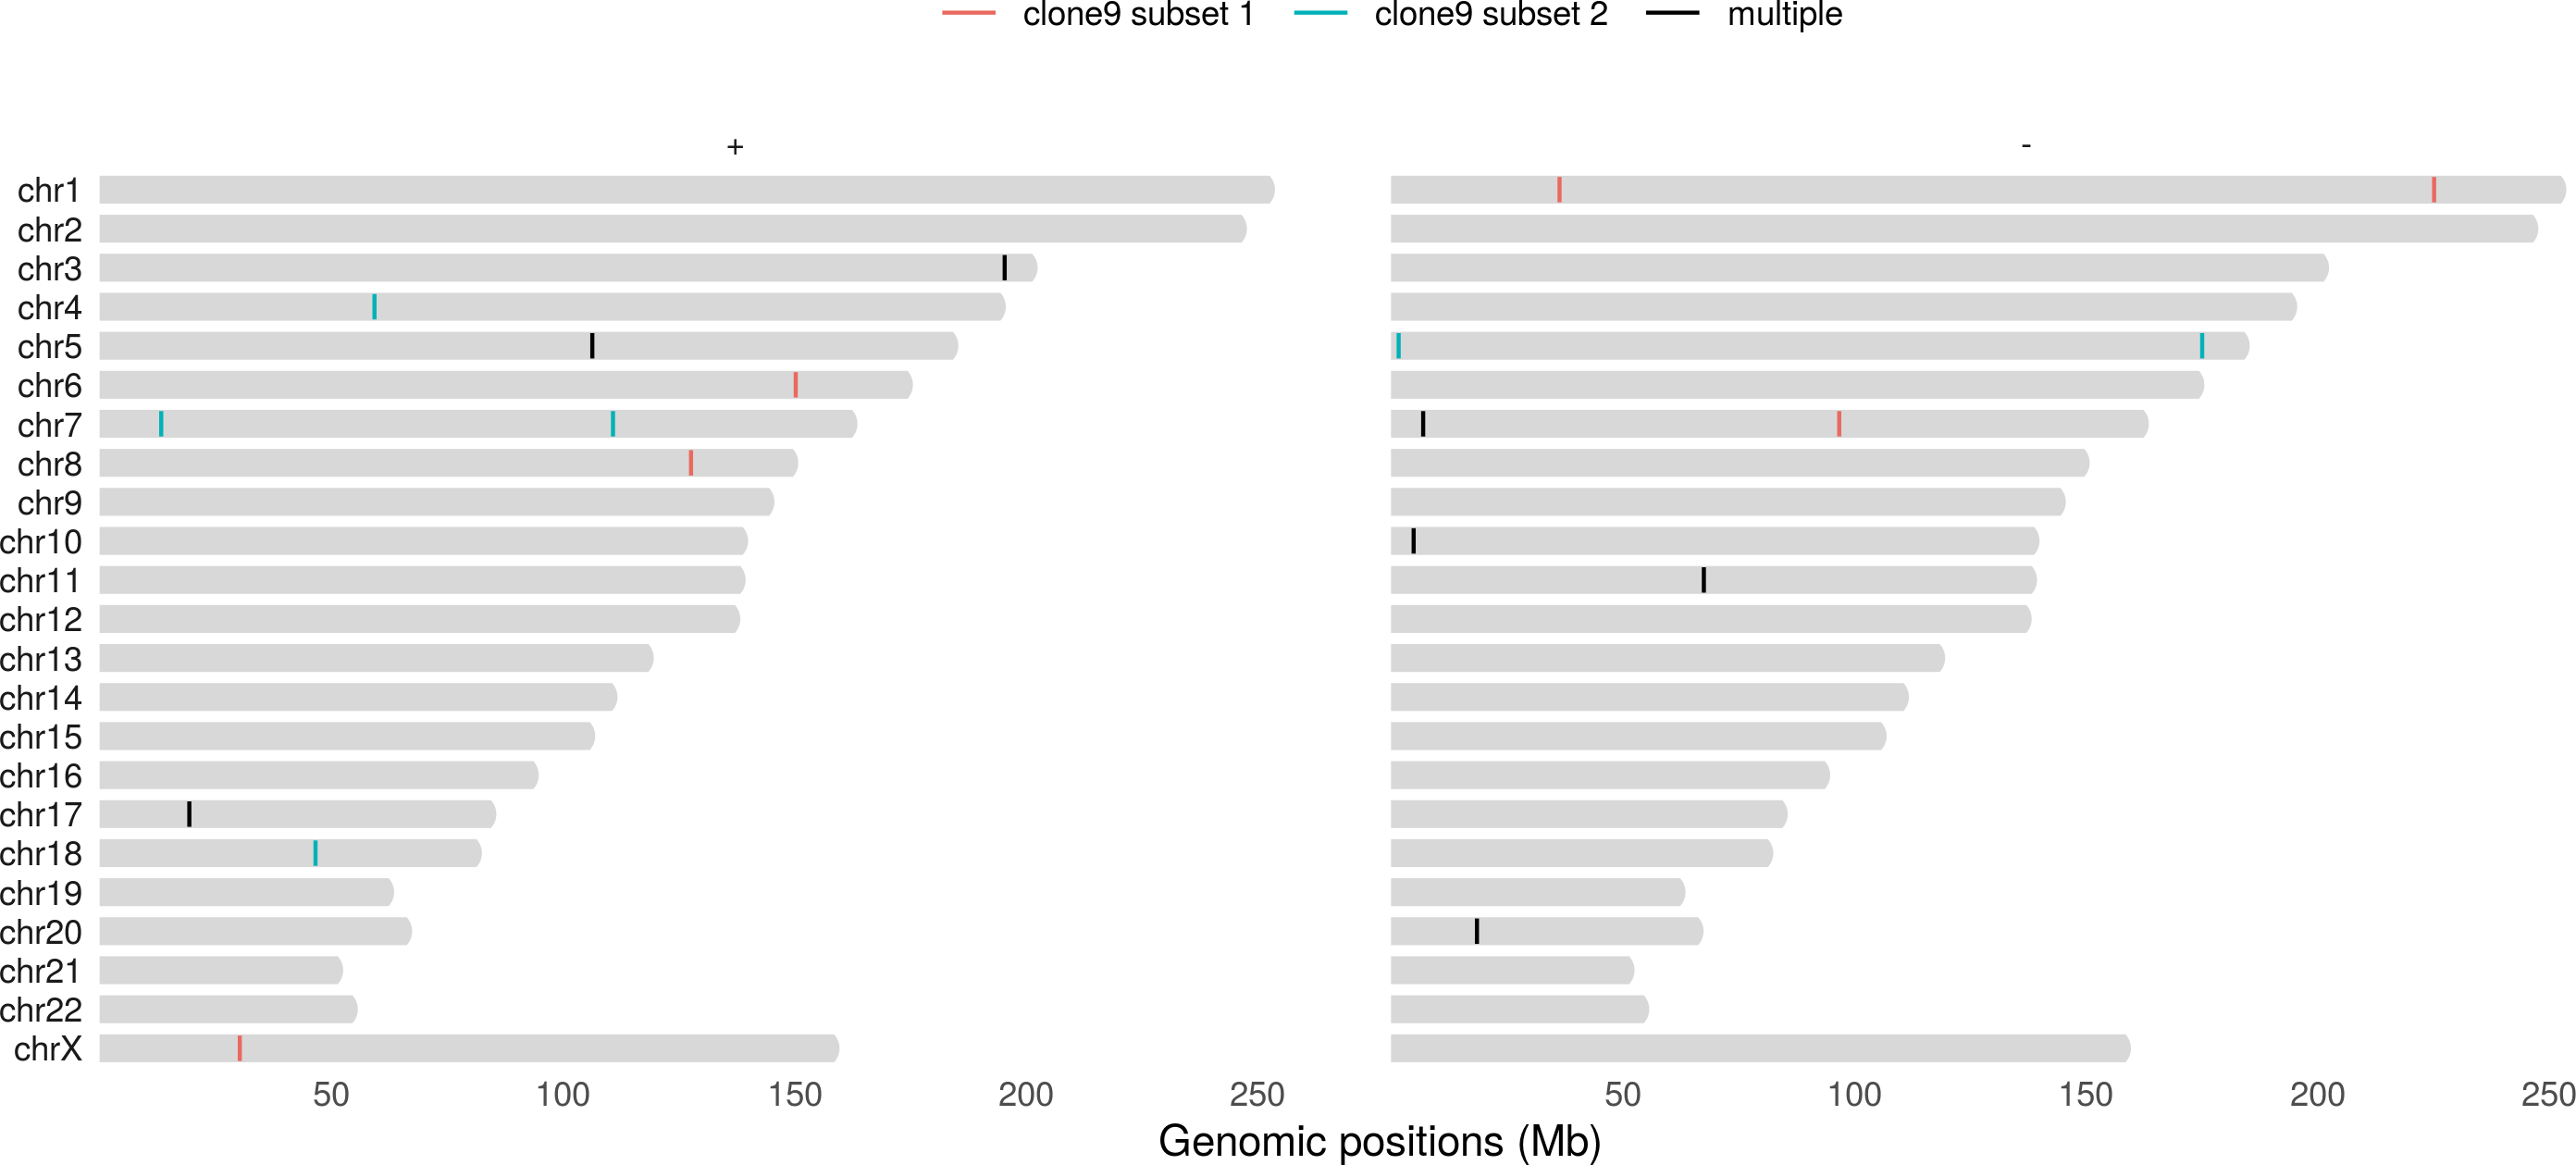 clone9 subset 1 clone9 subset 2 multiple
+ -
chr1
chr2
chr3
chr4
chr5
chr6
chr7
chr8
chr9
chr10
chr11
chr12
chr13
chr14
chr15
chr16
chr17
chr18
chr19
chr20
chr21
chr22
chrX
50 100 150 200 250 50 100 150 200 250
Genomic positions (Mb)